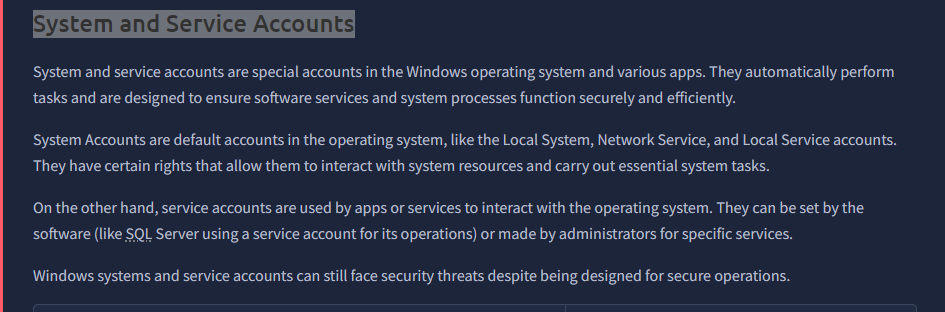 System and Service Accounts
System and service accounts are special accounts in the Windows operating system and various apps. They automatically perform
tasks and are designed to ensure software services and system processes function securely and efficiently.
System Accounts are default accounts in the operating system, like the Local System, Network Service, and Local Service accounts.
They have certain rights that allow them to interact with system resources and carry out essential system tasks.
On the other hand, service accounts are used by apps or services to interact with the operating system. They can be set by the
software (like SQL Server using a service account for its operations) or made by administrators for specific services.
Windows systems and service accounts can still face security threats despite being designed for secure operations.